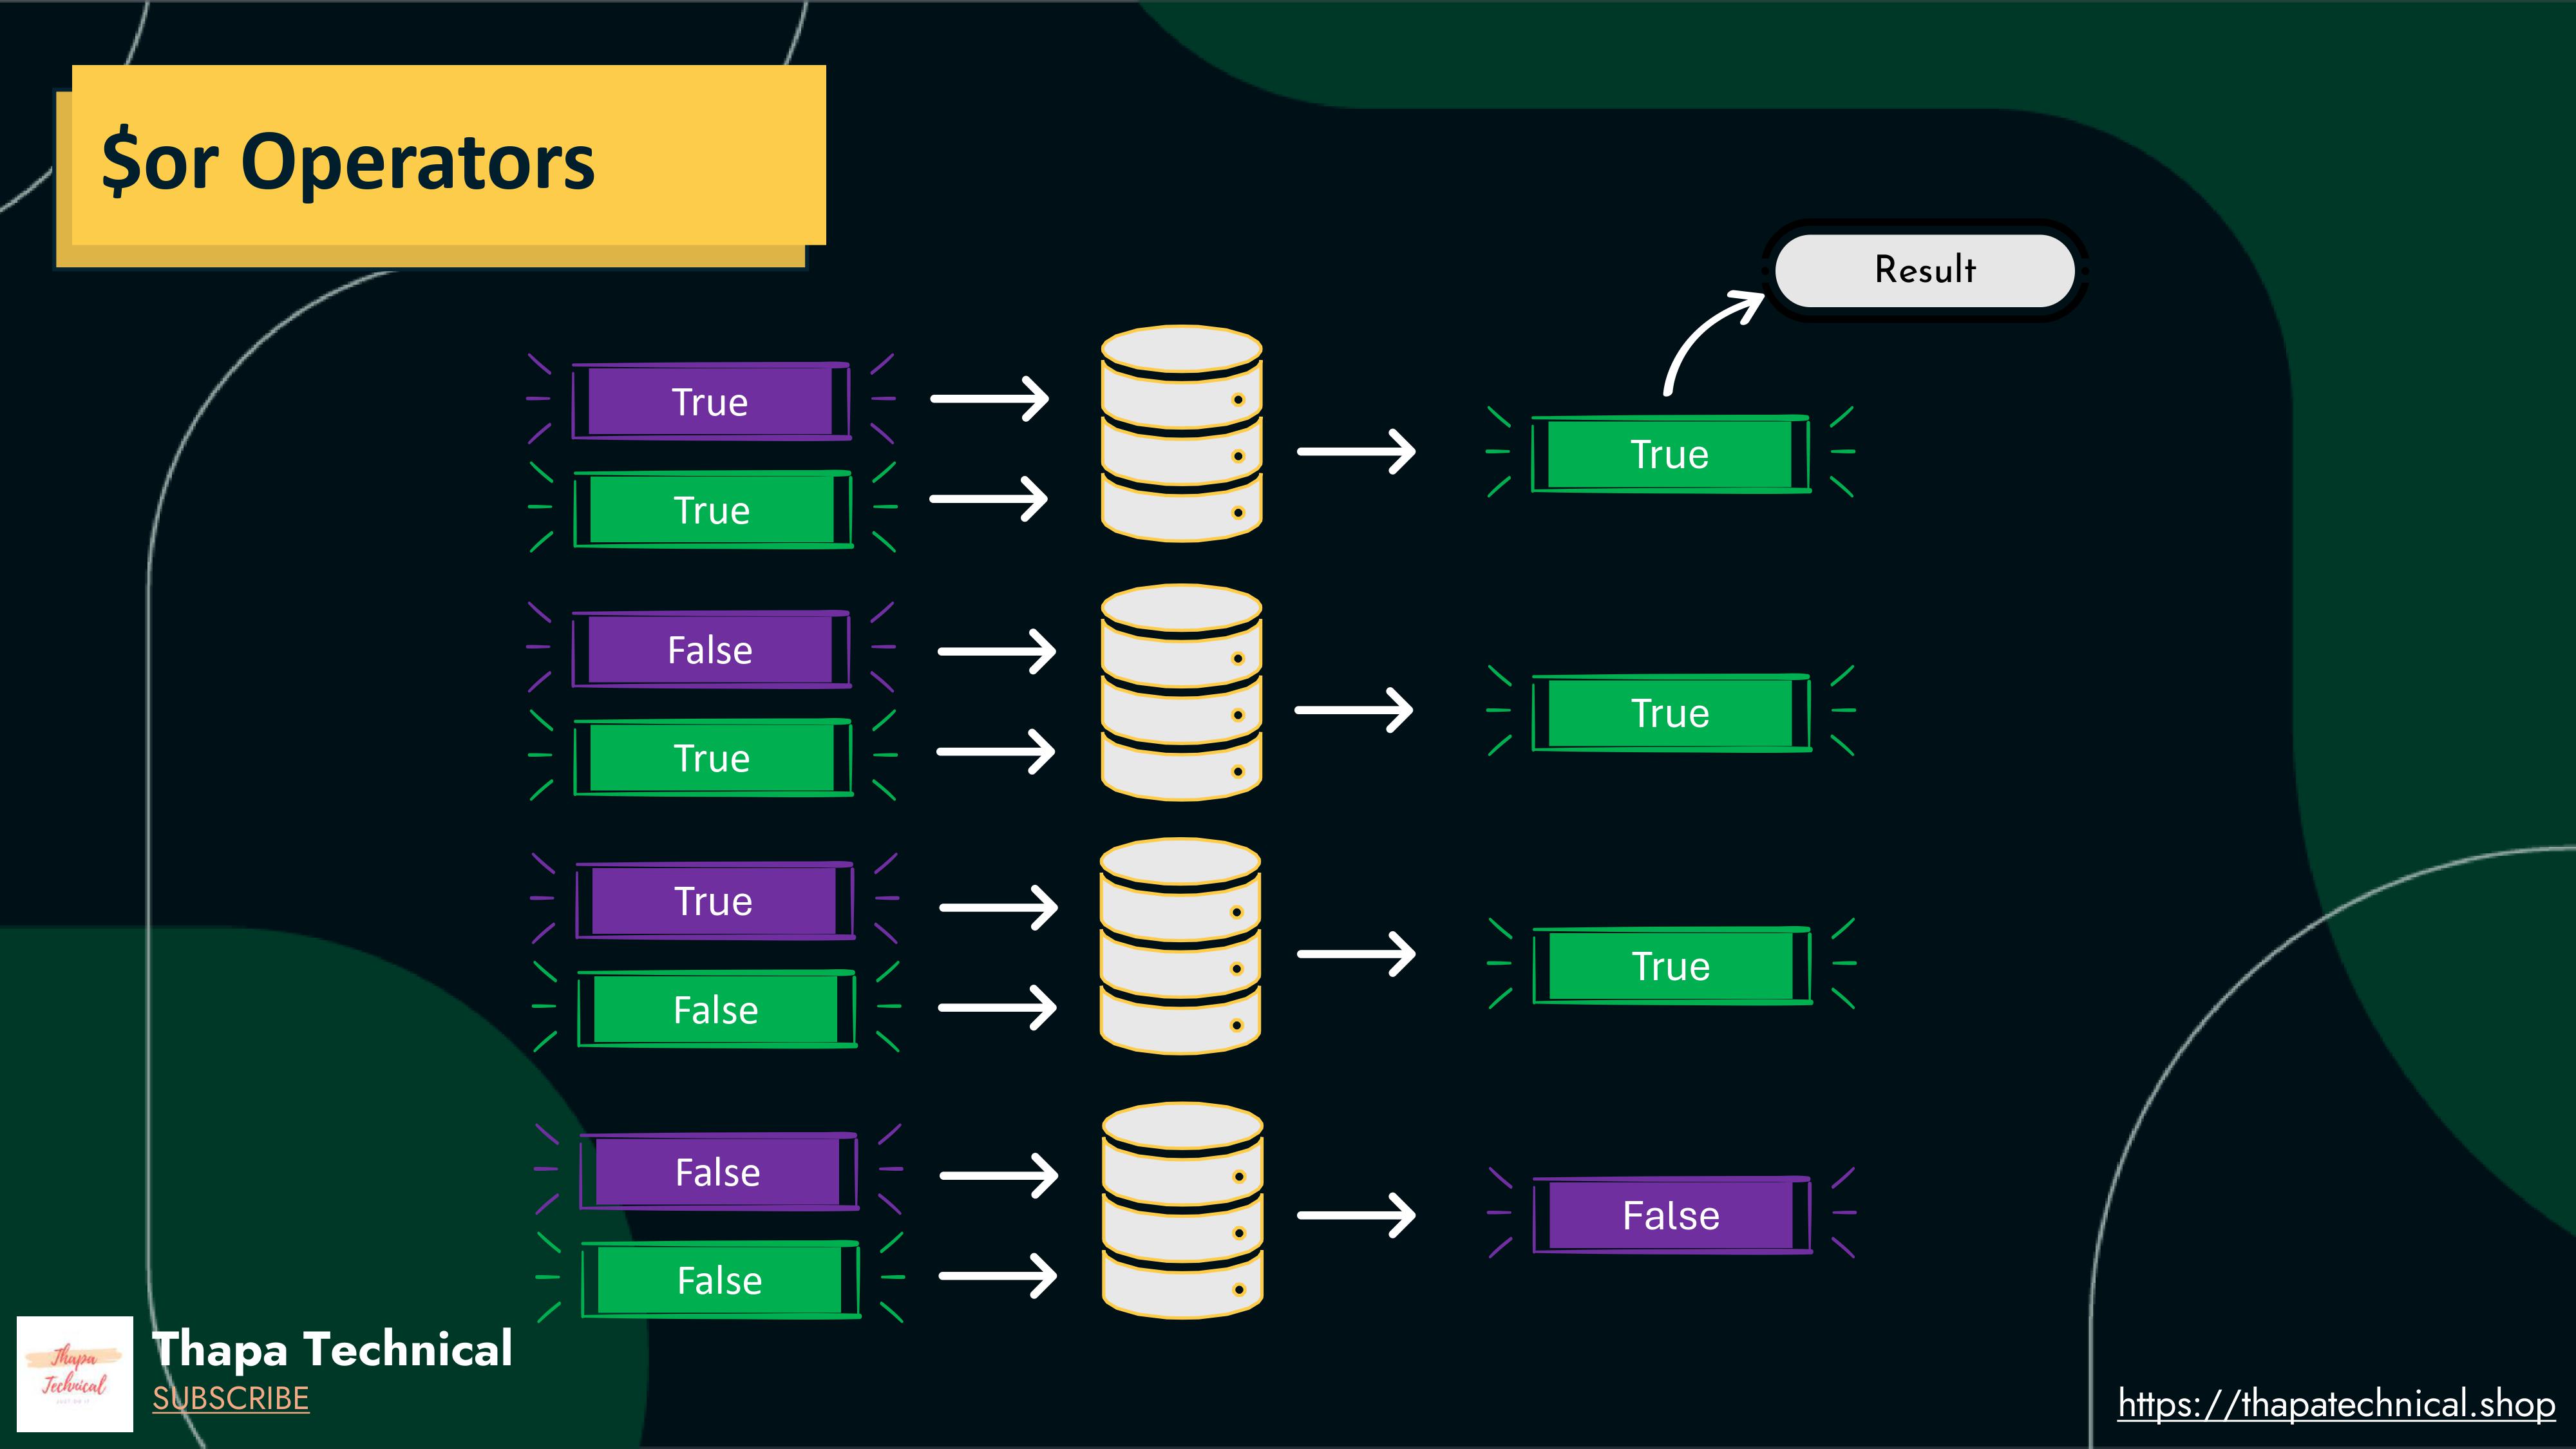 $or Operators
Result
True
True
True
False
True
True
True
False
True
False
False
False
Thapa
Technical
Thapa Technical
SUBSCRIBE
https://thapatechnical.shop